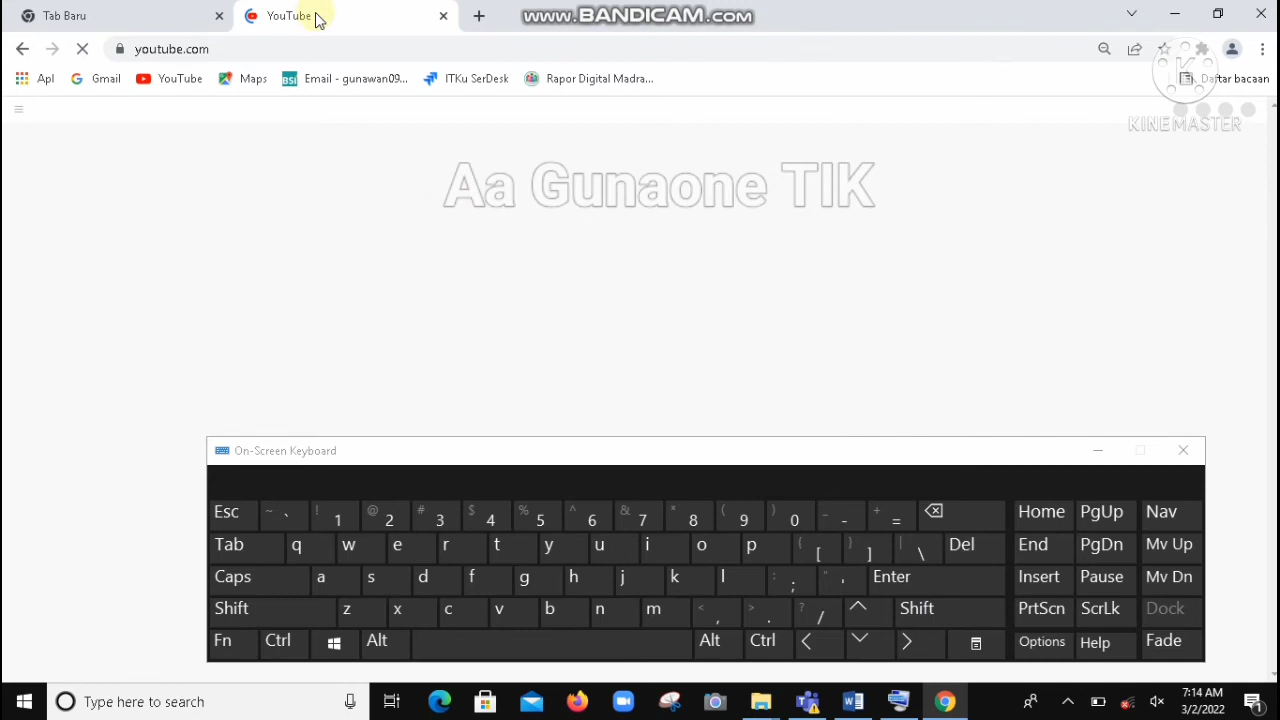 Tab Baru
YouTube
WWW.BANDICAM.COM
youtube.com
Apl Gmail YouTube Maps Email - gunawan09... ITKu SerDesk Rapor Digital Madra... Daftar bacaan
KINEMASTER
Aa Gunaone TIK
On-Screen Keyboard
Esc ~ ` ! 1 @ 2 # 3 $ 4 % 5 ^ 6 & 7 * 8 ( 9 ) 0 _ - + = Home PgUp Nav
Tab q w e r t y u i o p { [ } ] | \ Del End PgDn Mv Up
Caps a s d f g h j k l : ; " ' Enter Insert Pause Mv Dn
Shift z x c v b n m < , > . ? / Shift PrtScn ScrLk Dock
Fn Ctrl Alt Alt Ctrl Options Help Fade
Type here to search
7:14 AM
3/2/2022
1